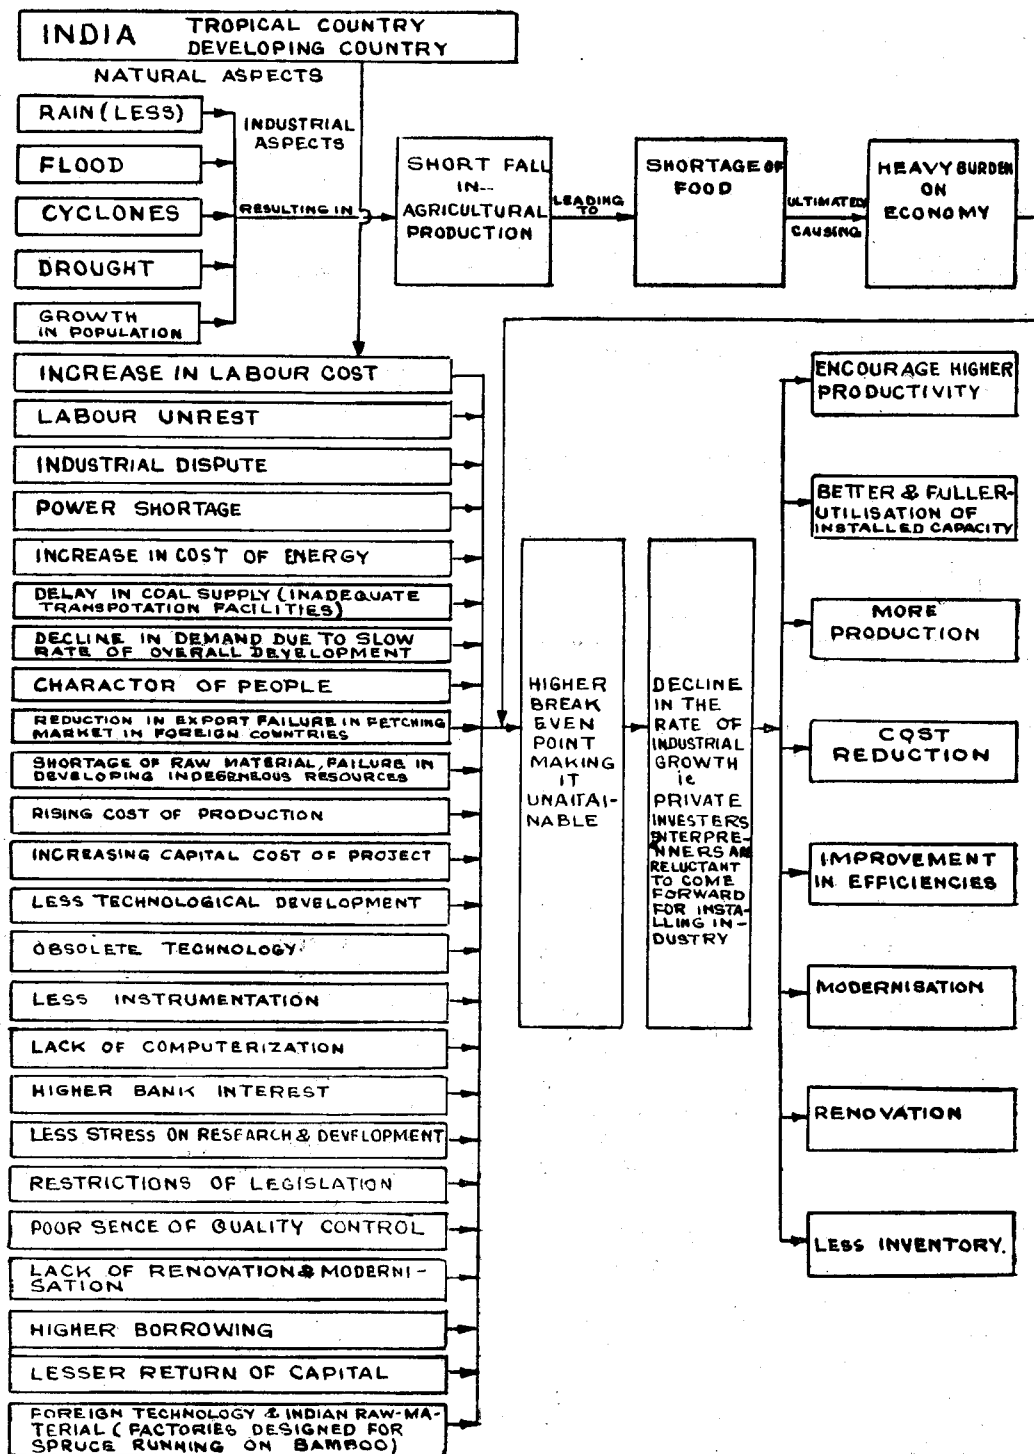 INDIA
TROPICAL COUNTRY
DEVELOPING COUNTRY
NATURAL ASPECTS
RAIN (LESS)
FLOOD
CYCLONES
DROUGHT
GROWTH
IN POPULATION
INDUSTRIAL
ASPECTS
RESULTING IN
SHORT FALL
IN--
AGRICULTURAL
PRODUCTION
LEADING
TO
SHORTAGE OF
FOOD
ULTIMATELY
CAUSING
HEAVY BURDEN
ON
ECONOMY
INCREASE IN LABOUR COST
LABOUR UNREST
INDUSTRIAL DISPUTE
POWER SHORTAGE
INCREASE IN COST OF ENERGY
DELAY IN COAL SUPPLY (INADEQUATE
TRANSPOTATION FACILITIES)
DECLINE IN DEMAND DUE TO SLOW
RATE OF OVERALL DEVELOPMENT
CHARACTOR OF PEOPLE
REDUCTION IN EXPORT FAILURE IN FETCHING
MARKET IN FOREIGN COUNTRIES
SHORTAGE OF RAW MATERIAL, FAILURE IN
DEVELOPING INDEGENEOUS RESOURCES
RISING COST OF PRODUCTION
INCREASING CAPITAL COST OF PROJECT
LESS TECHNOLOGICAL DEVELOPMENT
OBSOLETE TECHNOLOGY
LESS INSTRUMENTATION
LACK OF COMPUTERIZATION
HIGHER BANK INTEREST
LESS STRESS ON RESEARCH & DEVELOPMENT
RESTRICTIONS OF LEGISLATION
POOR SENCE OF QUALITY CONTROL
LACK OF RENOVATION & MODERNI-
SATION
HIGHER BORROWING
LESSER RETURN OF CAPITAL
FOREIGN TECHNOLOGY & INDIAN RAW-MA-
TERIAL (FACTORIES DESIGNED FOR
SPRUCE RUNNING ON BAMBOO)
HIGHER
BREAK
EVEN
POINT
MAKING
IT
UNAITAI-
NABLE
DECLINE
IN THE
RATE OF
INDUSTRIAL
GROWTH
ie
PRIVATE
INVESTERS
ENTERPRE-
NNERS ARE
RELUCTANT
TO COME
FORWARD
FOR INSTA-
LLING IN-
DUSTRY
ENCOURAGE HIGHER
PRODUCTIVITY
BETTER & FULLER-
UTILISATION OF
INSTALLED CAPACITY
MORE
PRODUCTION
COST
REDUCTION
IMPROVEMENT
IN EFFICIENCIES
MODERNISATION
RENOVATION
LESS INVENTORY.